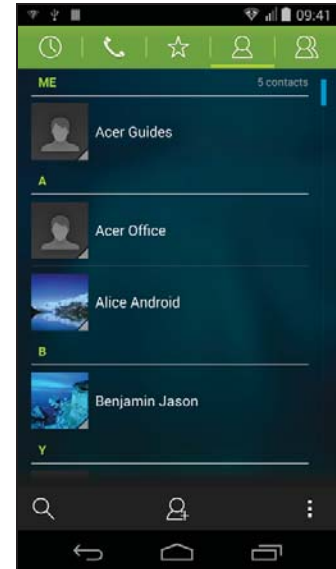 09:41
ME 5 contacts
Acer Guides
A
Acer Office
Alice Android
B
Benjamin Jason
Y